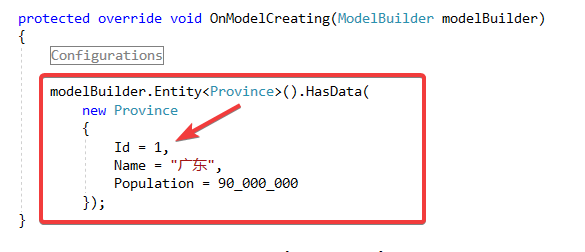 protected override void OnModelCreating(ModelBuilder modelBuilder)
{
Configurations
modelBuilder.Entity<Province>().HasData(
new Province
{
Id = 1,
Name = "广东",
Population = 90_000_000
});
}